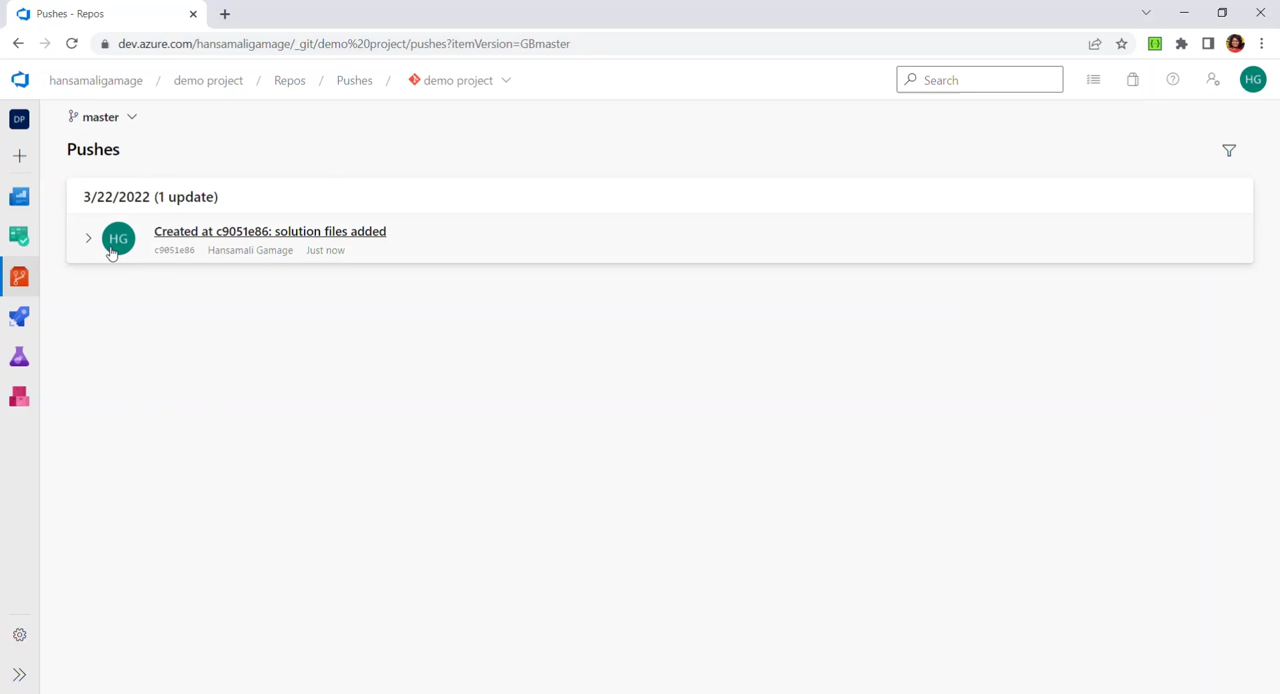 Pushes - Repos
dev.azure.com/hansamaligamage/_git/demo%20project/pushes?itemVersion=GBmaster
hansamaligamage / demo project / Repos / Pushes / demo project
Search
HG
DP
master
Pushes
3/22/2022 (1 update)
HG
Created at c9051e86: solution files added
c9051e86 Hansamali Gamage Just now